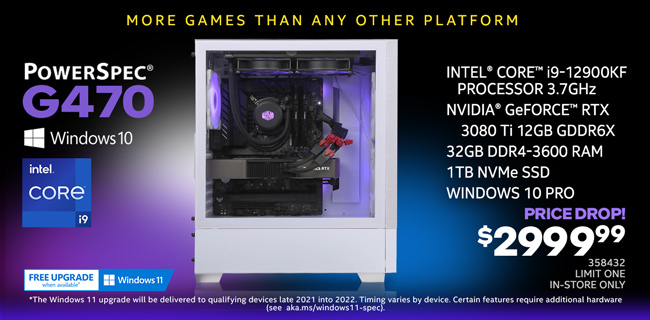 MORE GAMES THAN ANY OTHER PLATFORM
POWERSPEC®
G470
Windows 10
intel.
CORE™
i9
INTEL® CORE™ i9-12900KF
PROCESSOR 3.7GHz
NVIDIA® GeFORCE™ RTX
3080 Ti 12GB GDDR6X
32GB DDR4-3600 RAM
1TB NVMe SSD
WINDOWS 10 PRO
PRICE DROP!
$2999 99
358432
LIMIT ONE
IN-STORE ONLY
FREE UPGRADE
when available*
Windows 11
*The Windows 11 upgrade will be delivered to qualifying devices late 2021 into 2022. Timing varies by device. Certain features require additional hardware
(see aka.ms/windows11-spec).